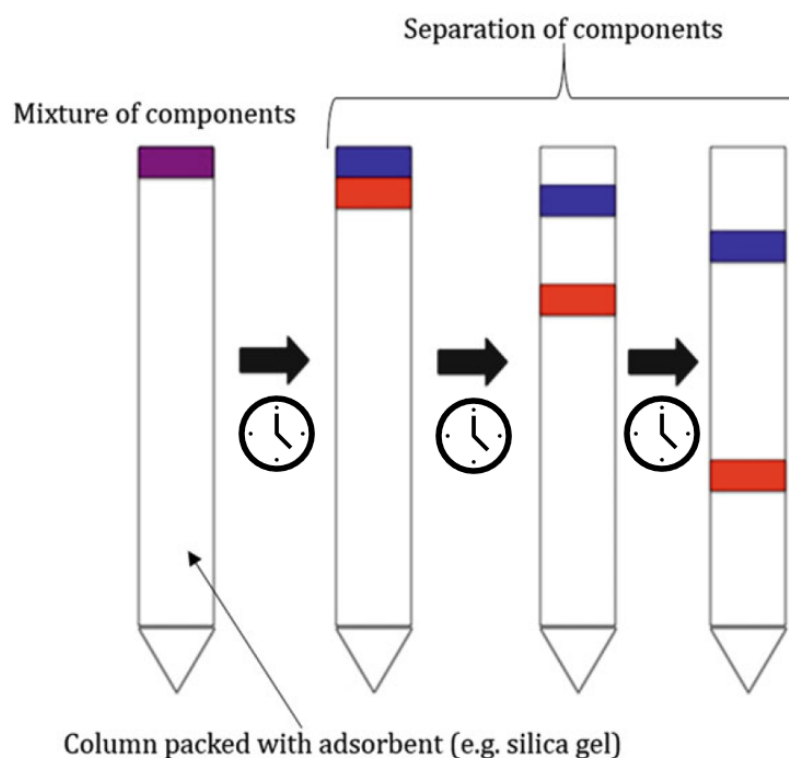 Separation of components
Mixture of components
Column packed with adsorbent (e.g. silica gel)